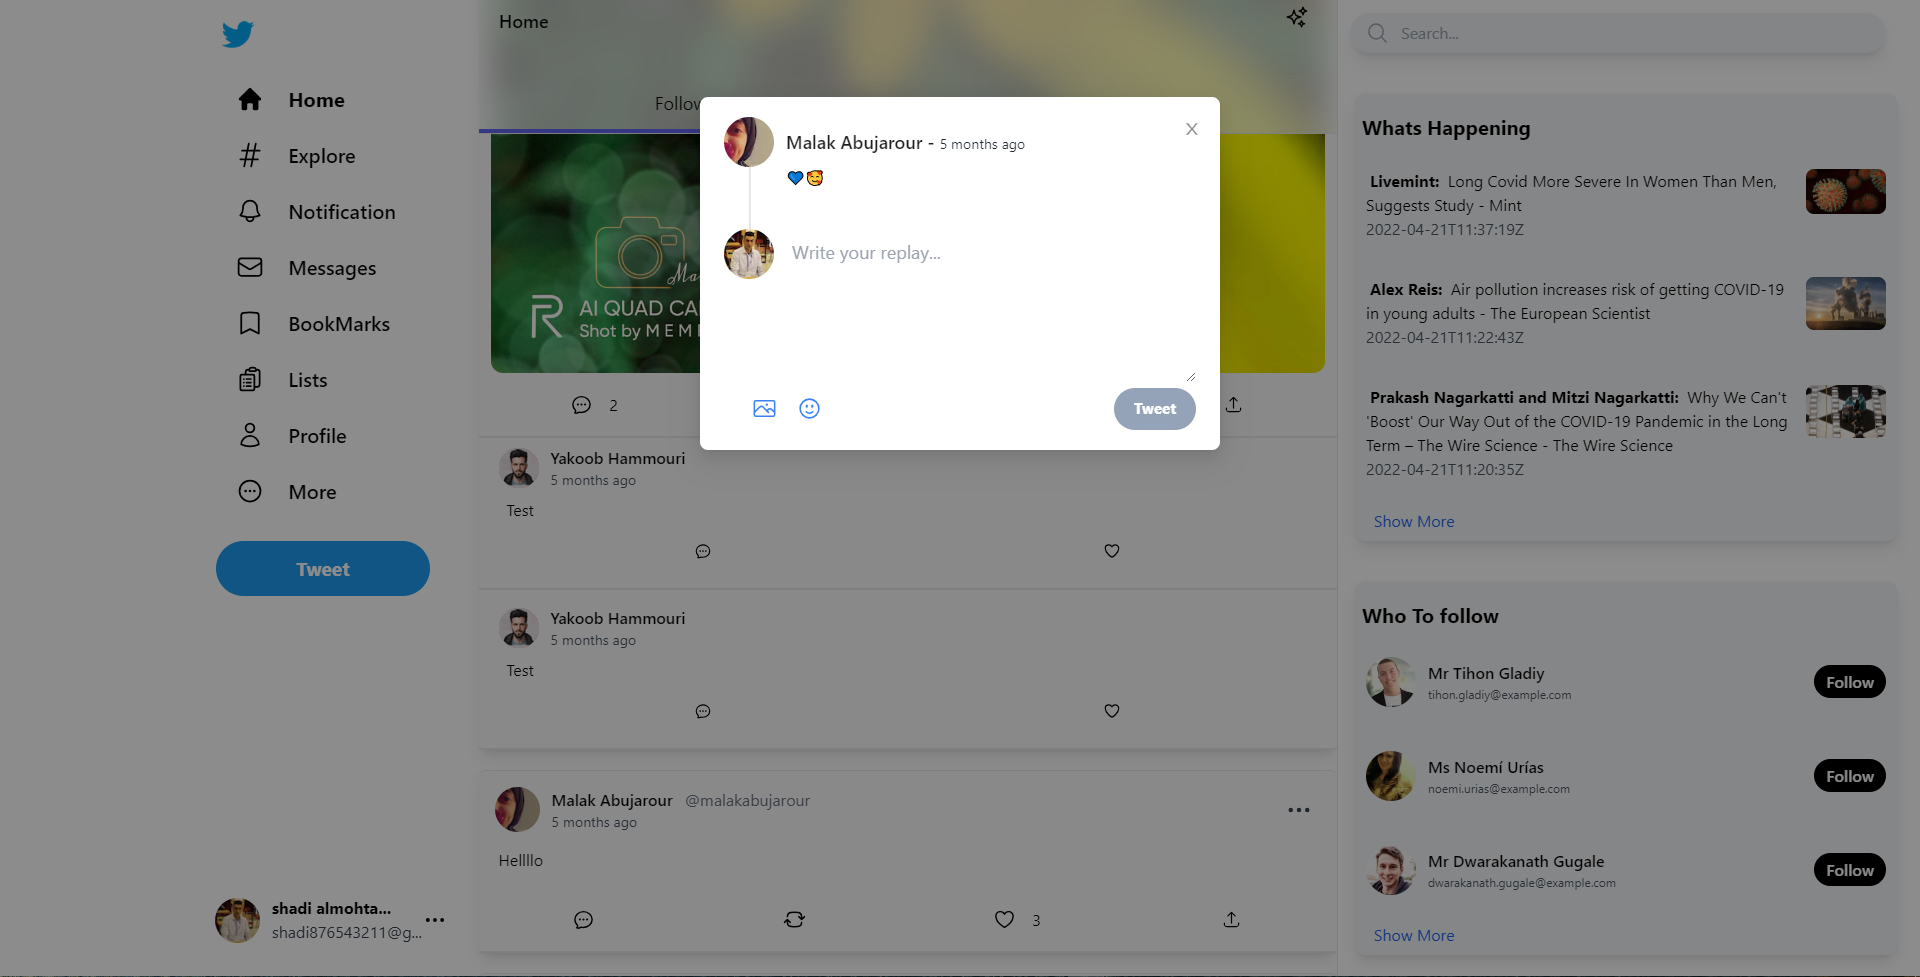 Home
Explore
Notification
Messages
BookMarks
Lists
Profile
More
Tweet
shadi almohta...
shadi876543211@g...
Home
Follow
AI QUAD CA
Shot by MEM
2
Malak Abujarour - 5 months ago
💙🥰
Write your replay...
Tweet
Yakoob Hammouri
5 months ago
Test
Yakoob Hammouri
5 months ago
Test
Malak Abujarour @malakabujarour
5 months ago
Hellllo
3
Search...
Whats Happening
Livemint: Long Covid More Severe In Women Than Men,
Suggests Study - Mint
2022-04-21T11:37:19Z
Alex Reis: Air pollution increases risk of getting COVID-19
in young adults - The European Scientist
2022-04-21T11:22:43Z
Prakash Nagarkatti and Mitzi Nagarkatti: Why We Can't
'Boost' Our Way Out of the COVID-19 Pandemic in the Long
Term – The Wire Science - The Wire Science
2022-04-21T11:20:35Z
Show More
Who To follow
Mr Tihon Gladiy
tihon.gladiy@example.com
Follow
Ms Noemí Urías
noemi.urias@example.com
Follow
Mr Dwarakanath Gugale
dwarakanath.gugale@example.com
Follow
Show More